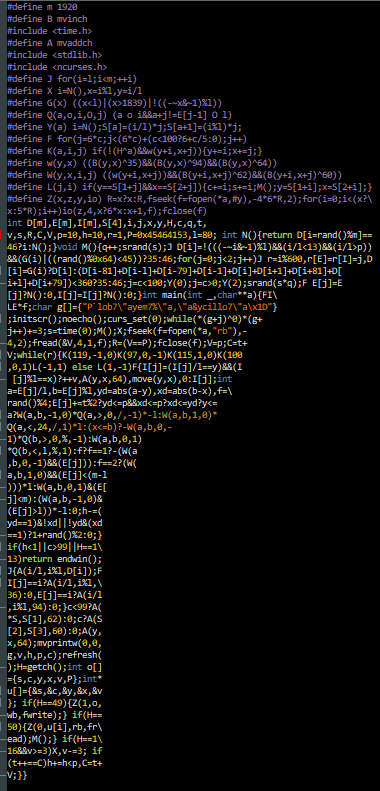 #define m 1920
#define B mvinch
#include <time.h>
#define A mvaddch
#include <stdlib.h>
#include <ncurses.h>
#define J for(i=l;i<m;++i)
#define X i=N(),x=i%l,y=i/l
#define G(x) ((x<l)|(x>1839)|!((~-x&~1)%l))
#define Q(a,o,i,O,j) (a o i&&a+j!=E[j-1] O l)
#define Y(a) i=N();S[a]=(i/l)*j;S[a+1]=(i%l)*j;
#define F for(j=6*c;j<(6*c)+(c<100?6+c/5:0);j++)
#define K(a,i,j) if(!(H^a)&&w(y+i,x+j)){y+=i;x+=j;}
#define w(y,x) ((B(y,x)^35)&&(B(y,x)^94)&&(B(y,x)^64))
#define W(y,x,i,j) ((w(y+i,x+j))&&(B(y+i,x+j)^62)&&(B(y+i,x+j)^60))
#define L(j,i) if(y==S[1+j]&&x==S[2+j]){c+=i;s+=i;M();y=S[1+i];x=S[2+i];}
#define Z(x,z,y,io) R=x?x:R,fseek(f=fopen(*a,#y),-4*6*R,2);for(i=0;i<(x?\
x:5*R);i++)io(z,4,x?6*x:x+1,f);fclose(f)
int D[m],E[m],I[m],S[4],i,j,x,y,H,c,q,t,
v,s,R,C,V,p=10,h=10,r=1,P=0x45464153,l=80; int N(){return D[i=rand()%m]==
46?i:N();}void M(){q++;srand(s);J D[i]=!(((~-i&~1)%l)&&(i/l<13)&&(i/l>p))
&&(G(i)|((rand()%0x64)<45))?35:46;for(j=0;j<2;j++)J r=i%600,r[E]=r[I]=j,D
[i]=G(i)?D[i]:(D[i-81]+D[i-l]+D[i-79]+D[i-1]+D[i]+D[i+1]+D[i+81]+D[
i+l]+D[i+79])<360?35:46;j=c<100;Y(0);j=c>0;Y(2);srand(s*q);F E[j]=E
[j]?N():0,I[j]=I[j]?N():0;}int main(int _,char**a){FI\
LE*f;char g[]={"P`lob7\"ayem7%\"a,\"a&ycillo7\"a\x1D"}
;initscr();noecho();curs_set(0);while(*(g+j)^0)*(g+
j++)+=3;s=time(0);M();X;fseek(f=fopen(*a,"rb"),-
4,2);fread(&V,4,1,f);R=(V==P);fclose(f);V=p;C=t+
V;while(r){K(119,-1,0)K(97,0,-1)K(115,1,0)K(100
,0,1)L(-1,1) else L(1,-1)F{I[j]=(I[j]/l==y)&&(I
[j]%l==x)?++v,A(y,x,64),move(y,x),0:I[j];int
a=E[j]/l,b=E[j]%l,yd=abs(a-y),xd=abs(b-x),f=\
rand()%4;E[j]+=t%2?yd<=p&&xd<=p?xd<=yd?y<=
a?W(a,b,-1,0)*Q(a,>,0,/,-1)*-l:W(a,b,1,0)*
Q(a,<,24,/,1)*l:(x<=b)?-W(a,b,0,-
1)*Q(b,>,0,%,-1):W(a,b,0,1)
*Q(b,<,l,%,1):f?f==1?-(W(a
,b,0,-1)&&(E[j])):f==2?(W(
a,b,1,0)&&(E[j]<(m-l
)))*l:W(a,b,0,1)&(E[
j]<m):(W(a,b,-1,0)&
(E[j]>l))*-l:0;h-=(
yd==1)&!xd||!yd&(xd
==1)?1+rand()%2:0;}
if(h<1||c>99||H==1\
13)return endwin();
J{A(i/l,i%l,D[i]);F
I[j]==i?A(i/l,i%l,\
36):0,E[j]==i?A(i/l
,i%l,94):0;}c<99?A(
*S,S[1],62):0;c?A(S
[2],S[3],60):0;A(y,
x,64);mvprintw(0,0,
g,v,h,p,c);refresh(
);H=getch();int o[]
={s,c,y,x,v,P};int*
u[]={&s,&c,&y,&x,&v
}; if(H==49){Z(1,o,
wb,fwrite);} if(H==
50){Z(0,u[i],rb,fr\
ead);M();} if(H==1\
16&&v>=3)X,v-=3; if
(t++==C)h+=h<p,C=t+
V;}}